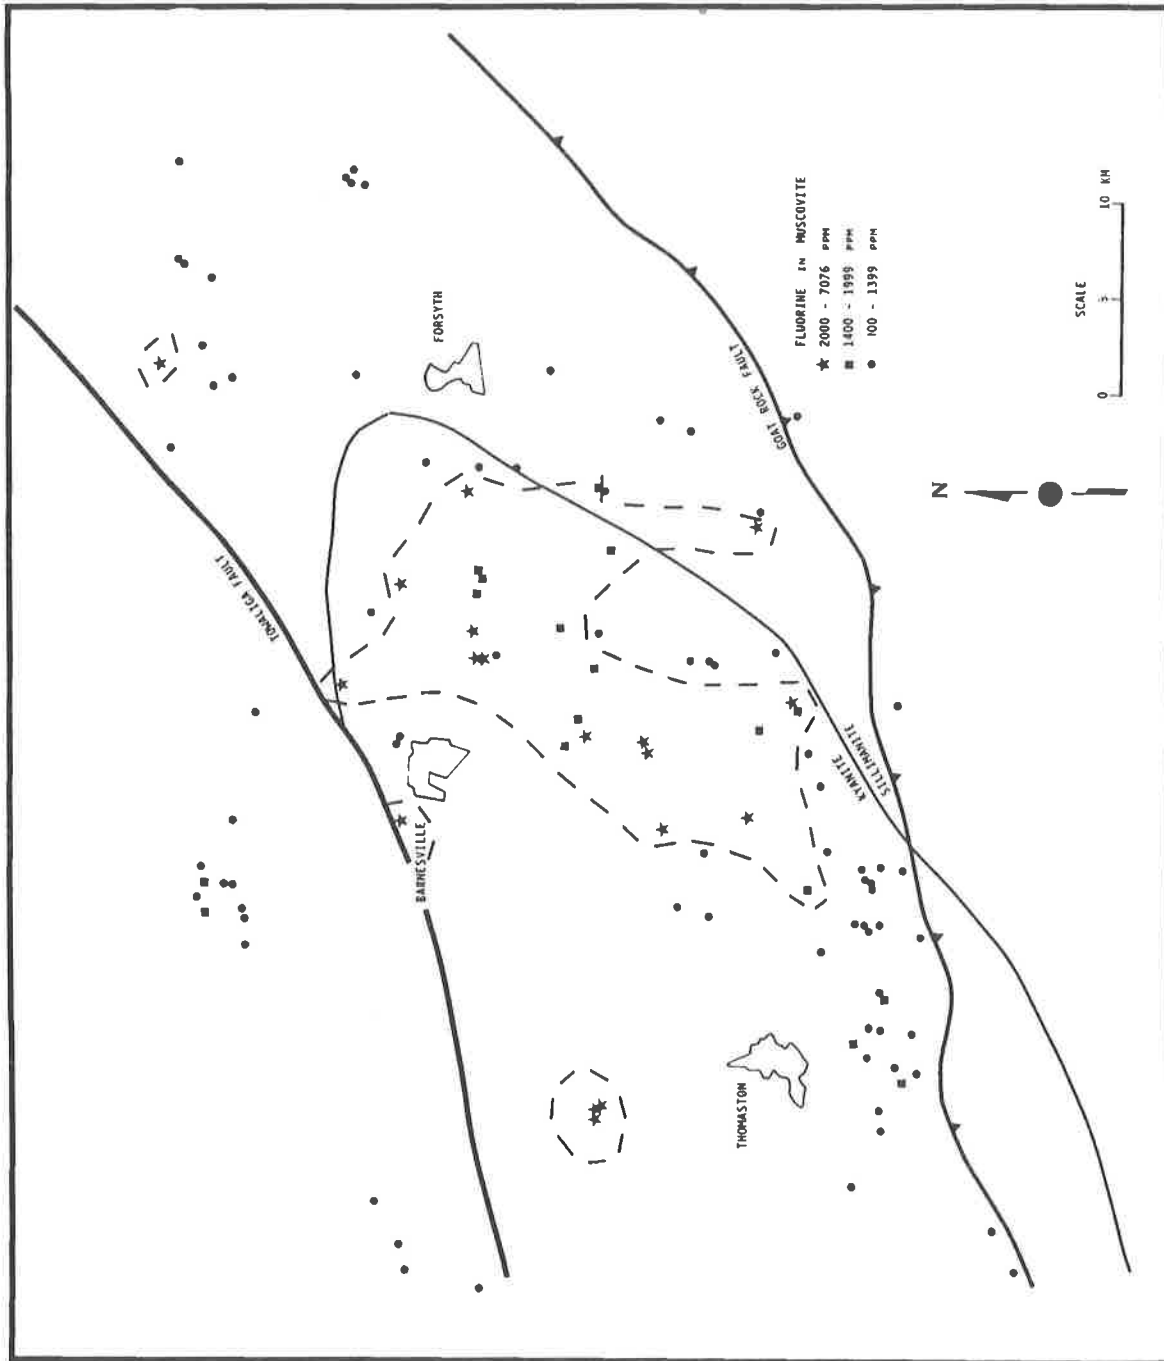 TOWALIGA FAULT
FORSYTH
BARNESVILLE
GOAT ROCK FAULT
KYANITE
SILLIMANITE
THOMASTON
FLUORINE IN MUSCOVITE
★ 2000 - 7076 PPM
■ 1400 - 1999 PPM
● 100 - 1399 PPM
SCALE
0 5 10 KM
N